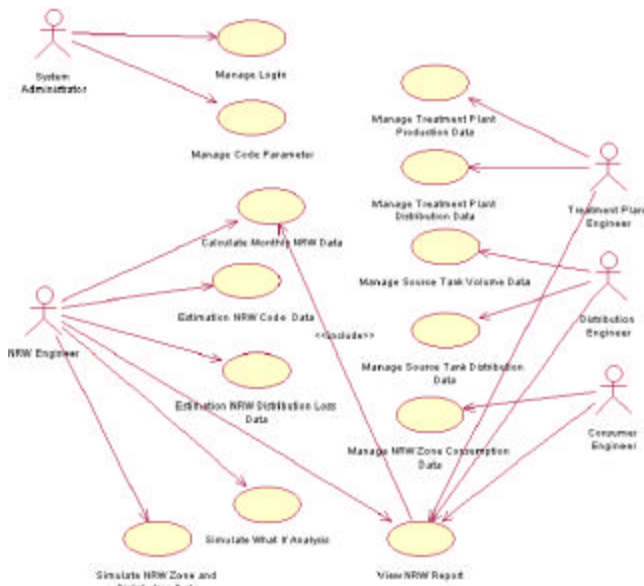 System
Administrator
Manage Login
Manage Code Parameter
Manage Treatment Plant
Production Data
Manage Treatment Plant
Distribution Data
Treatment Plant
Engineer
Calculate Monthly NRW Data
Manage Source Tank Volume Data
Estimation NRW Code Data
<<include>>
NRW Engineer
Distribution
Engineer
Manage Source Tank Distribution
Data
Estimation NRW Distribution Loss
Data
Consumer
Engineer
Manage NRW Zone Consumption
Data
Simulate What If Analysis
Simulate NRW Zone and
View NRW Report